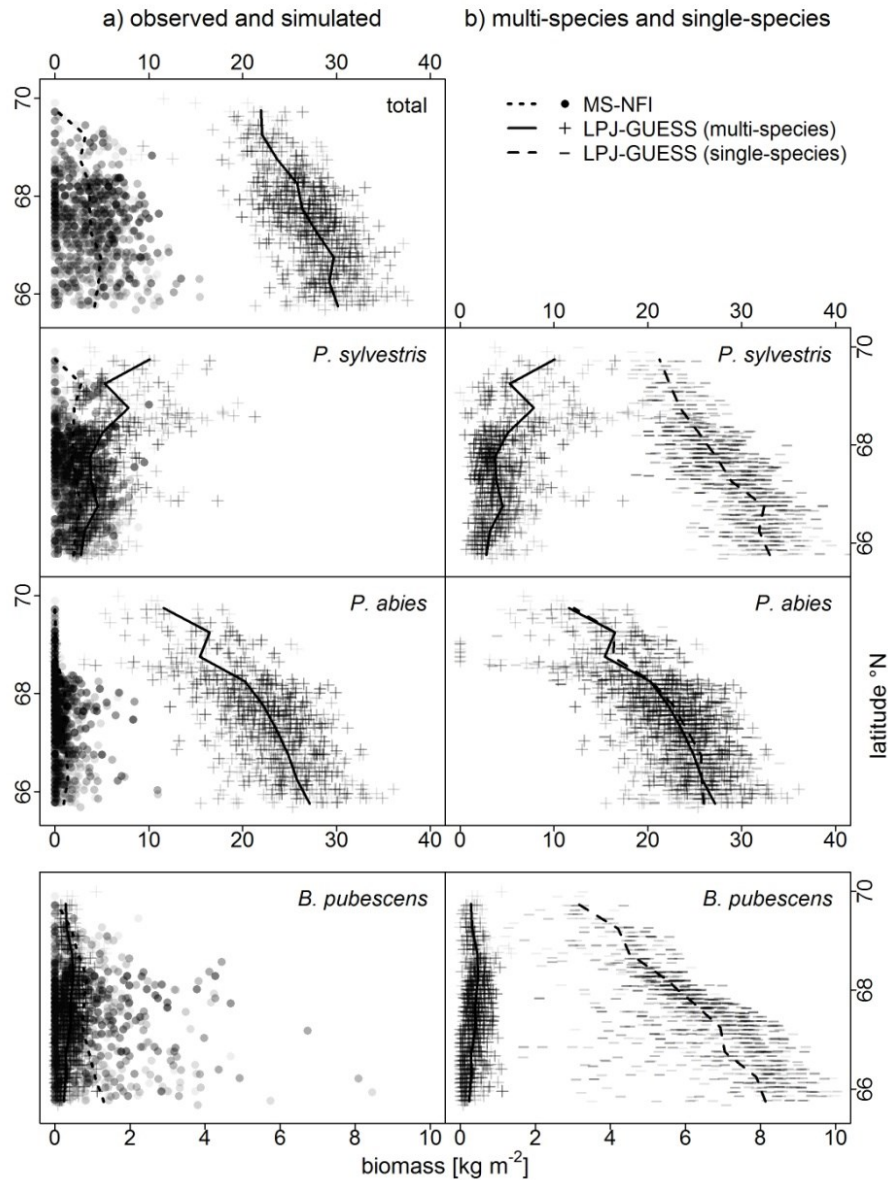 a) observed and simulated
b) multi-species and single-species
0 10 20 30 40
total
MS-NFI
LPJ-GUESS (multi-species)
LPJ-GUESS (single-species)
70
68
66
0 10 20 30 40
P. sylvestris
P. sylvestris
70
68
66
P. abies
P. abies
70
68
66
latitude °N
0 10 20 30 40
0 10 20 30 40
B. pubescens
B. pubescens
70
68
66
0 2 4 6 8 10
0 2 4 6 8 10
biomass [kg m⁻²]